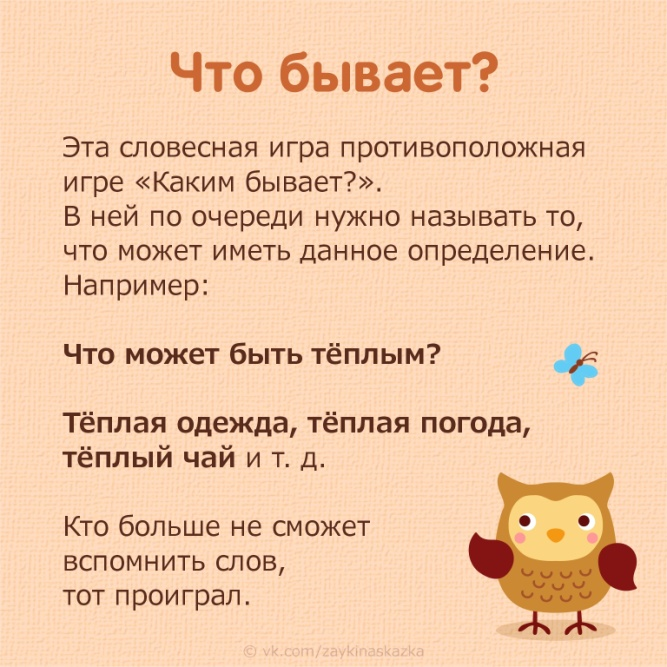 Что бывает?
Эта словесная игра противоположная
игре «Каким бывает?».
В ней по очереди нужно называть то,
что может иметь данное определение.
Например:
Что может быть тёплым?
Тёплая одежда, тёплая погода,
тёплый чай и т. д.
Кто больше не сможет
вспомнить слов,
тот проиграл.
© vk.com/zaykinaskazka